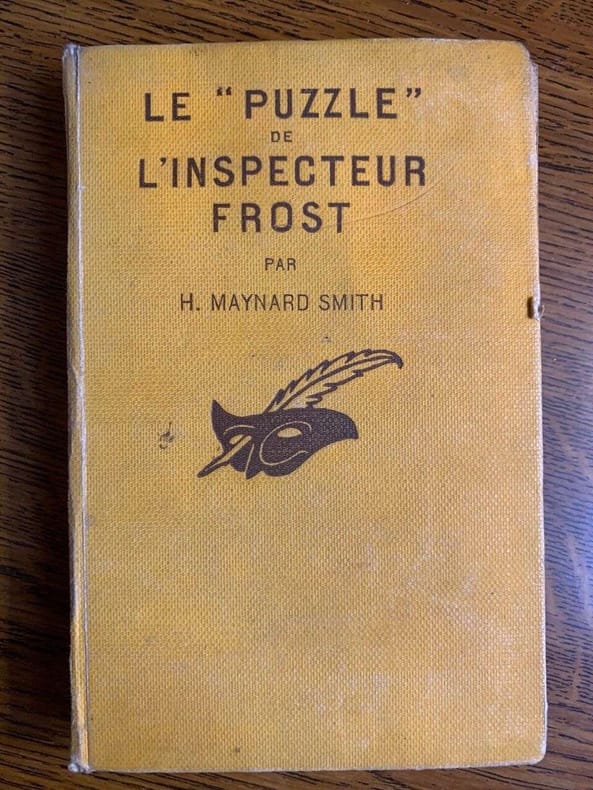 LE "PUZZLE"
DE
L'INSPECTEUR
FROST
PAR
H. MAYNARD SMITH